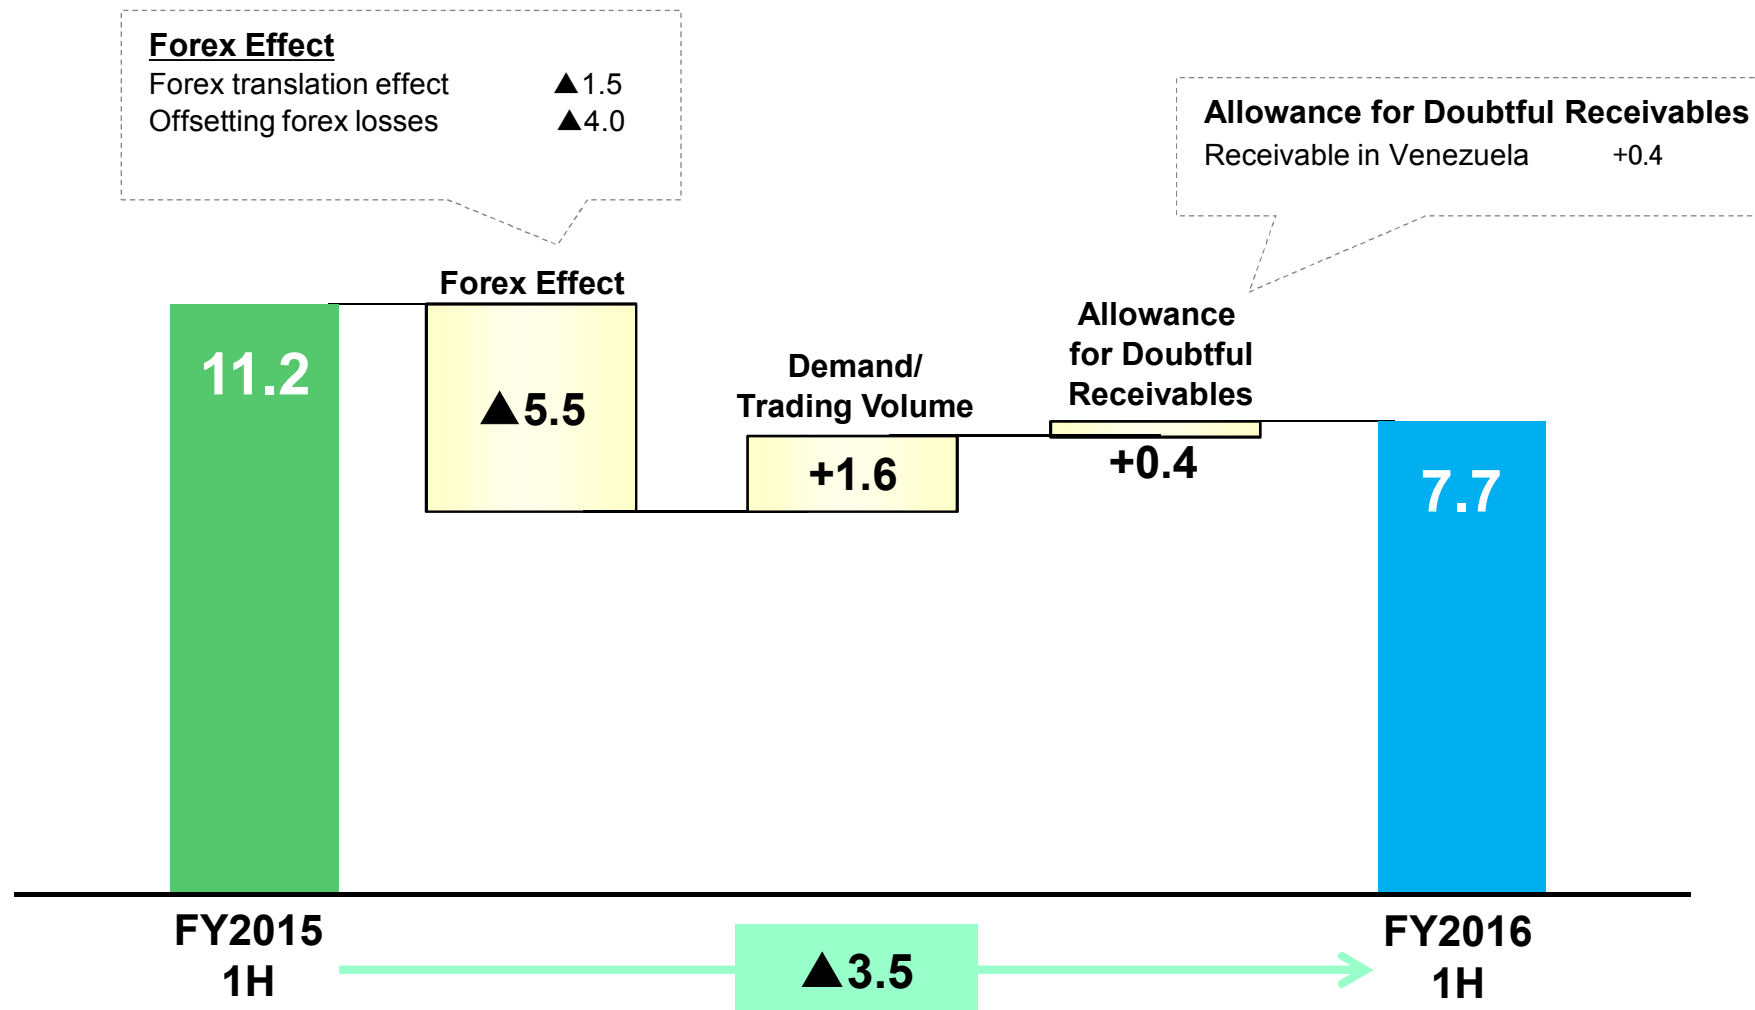 Forex Effect
Forex translation effect ▲1.5
Offsetting forex losses ▲4.0
Allowance for Doubtful Receivables
Receivable in Venezuela +0.4
Forex Effect
Allowance
for Doubtful
Receivables
Demand/
Trading Volume
11.2
▲5.5
+1.6
+0.4
7.7
FY2015
1H
▲3.5
FY2016
1H